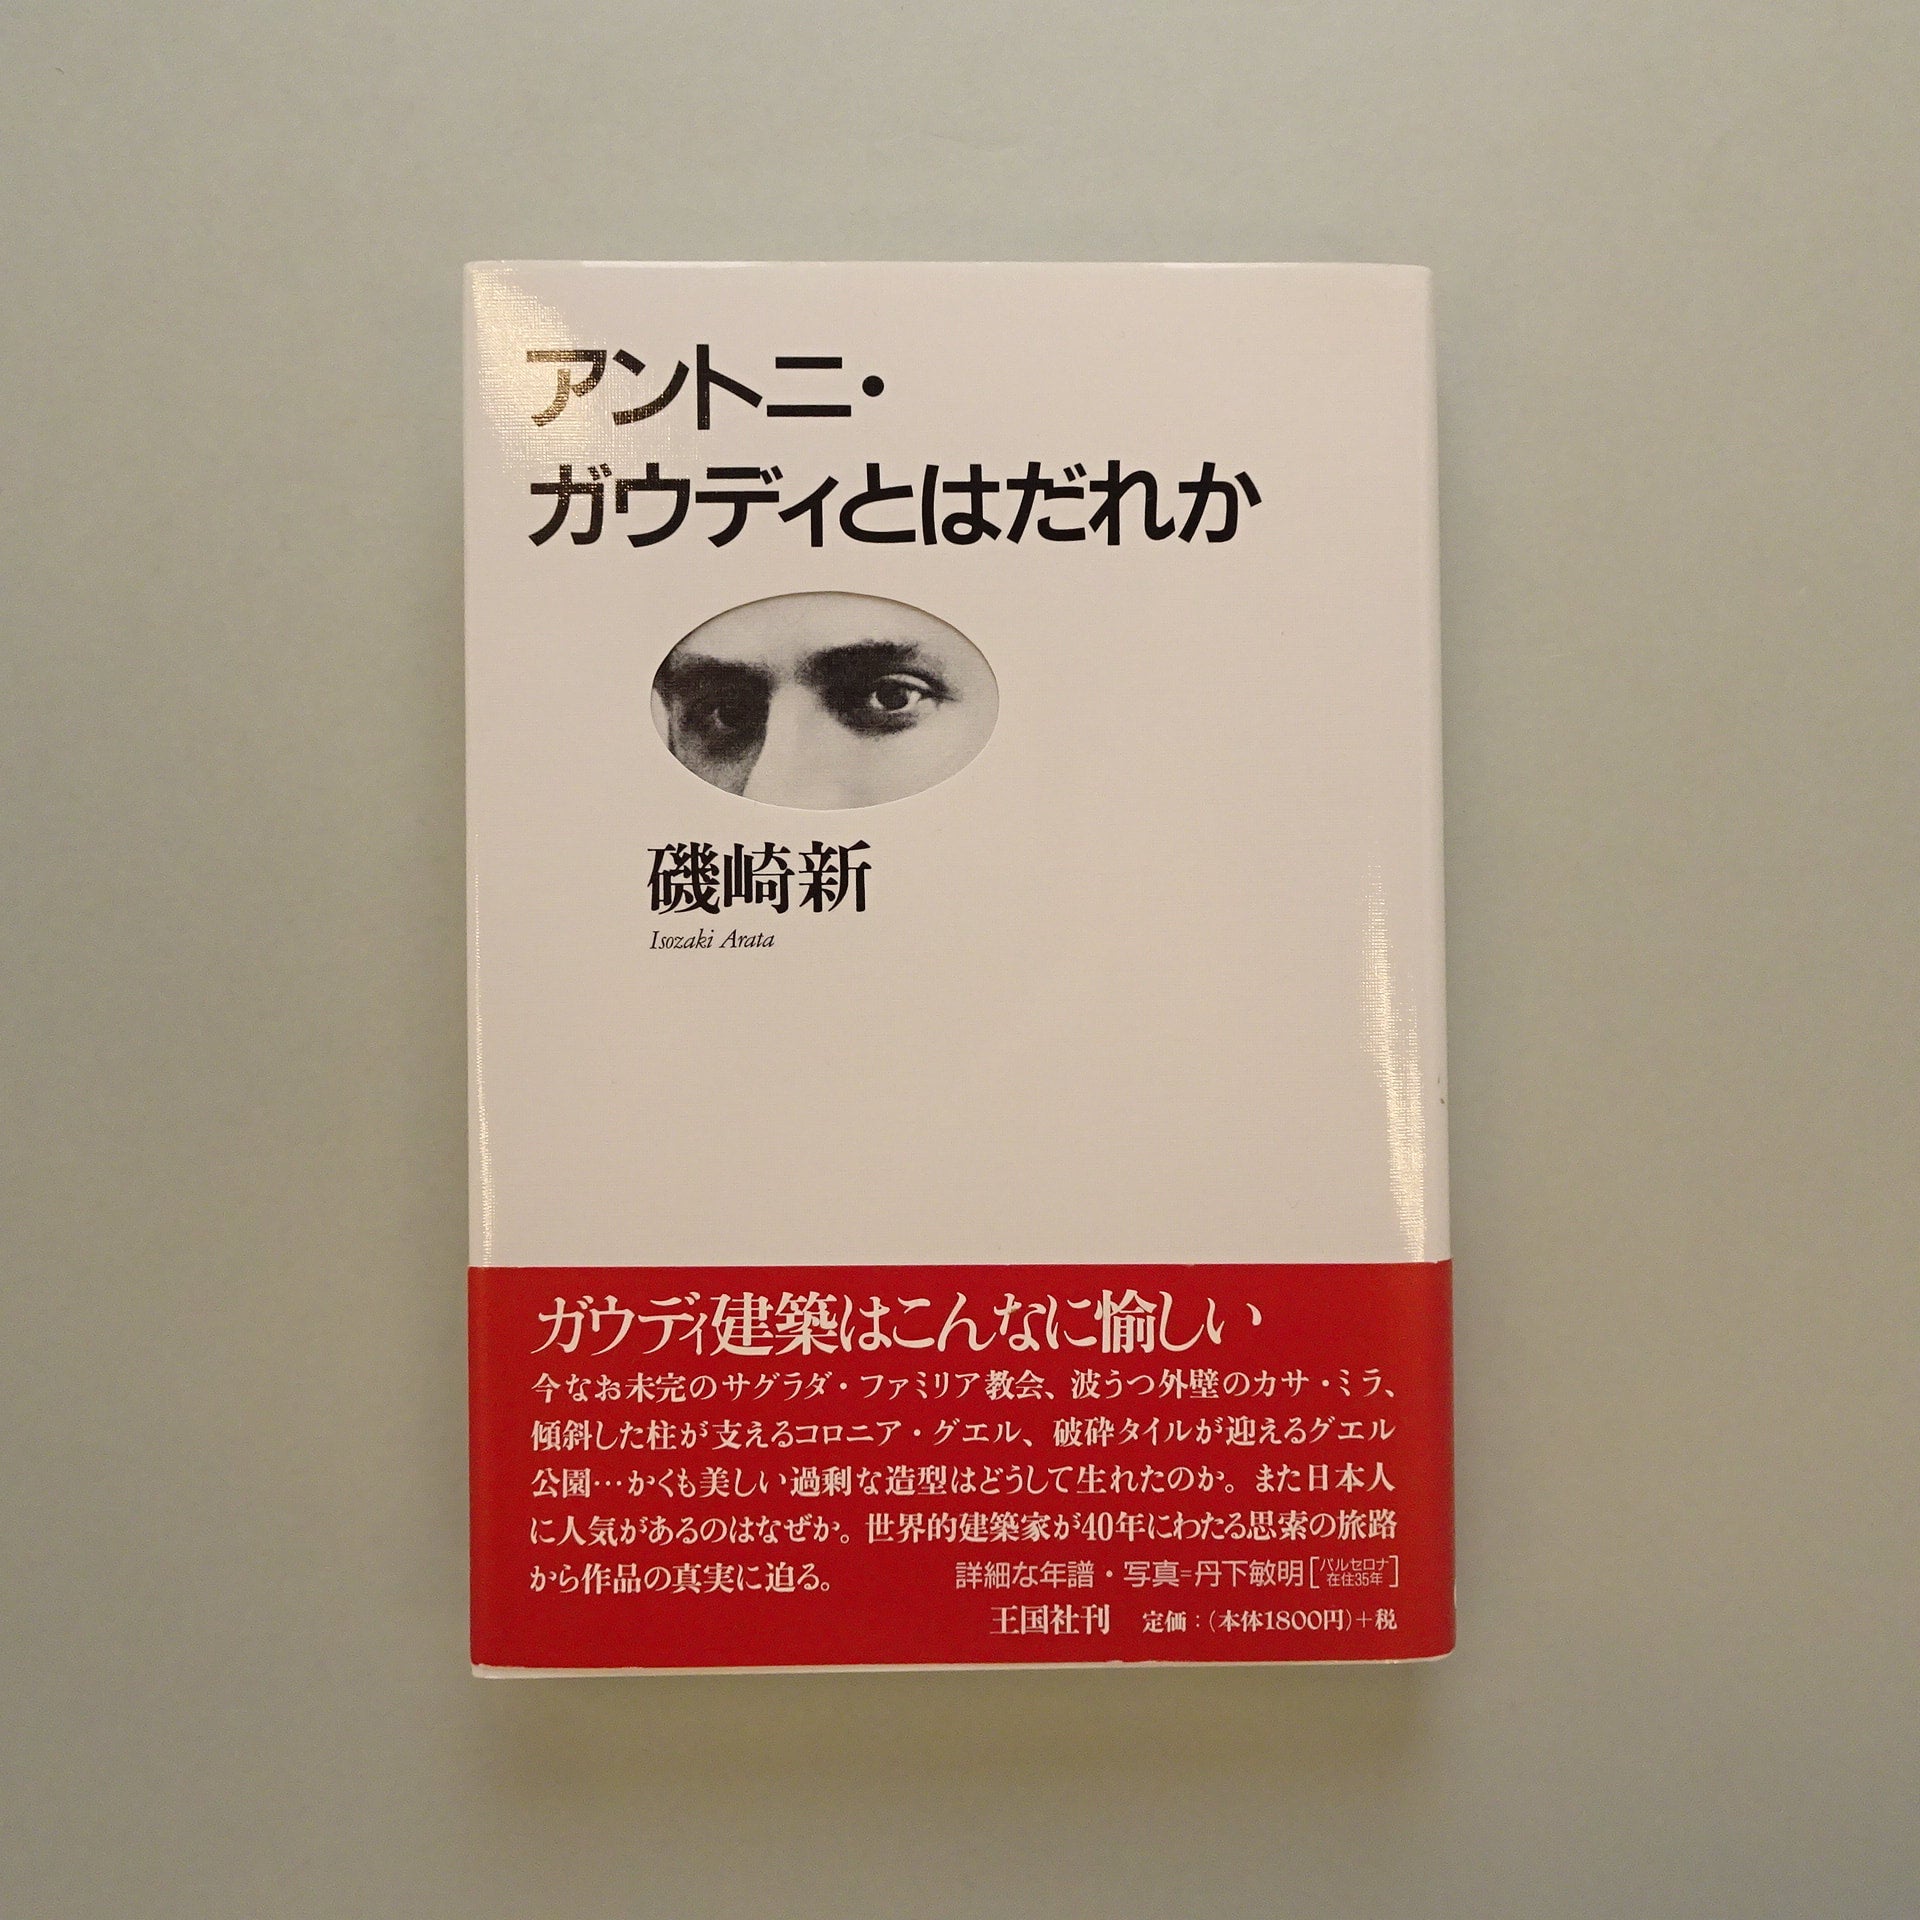 アントニ・
ガウディとはだれか
磯崎新
Isozaki Arata
ガウディ建築はこんなに愉しい
今なお未完のサグラダ・ファミリア教会、波うつ外壁のカサ・ミラ、
傾斜した柱が支えるコロニア・グエル、破砕タイルが迎えるグエル
公園…かくも美しい過剰な造型はどうして生れたのか。また日本人
に人気があるのはなぜか。世界的建築家が40年にわたる思索の旅路
から作品の真実に迫る。 詳細な年譜・写真=丹下敏明[バルセロナ在住35年]
王国社刊 定価:(本体1800円)+税